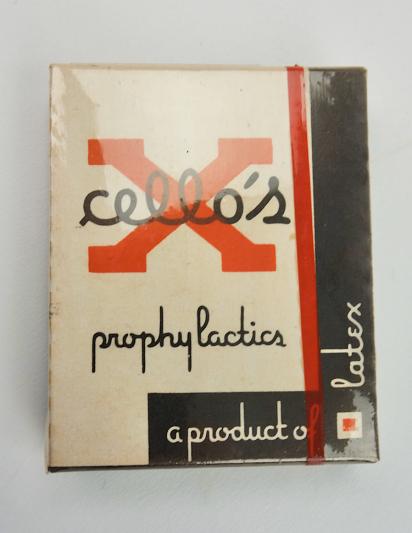 X
cello's
prophylactics
a product of
latex